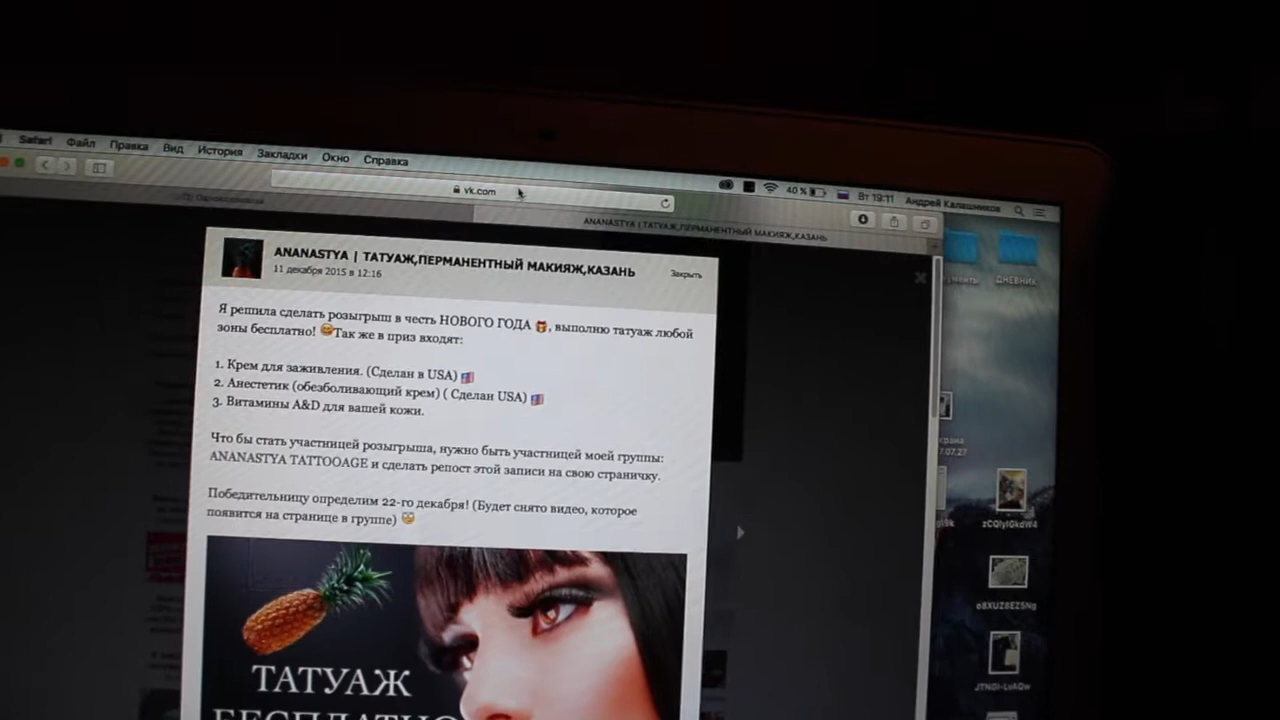 Safari Файл Правка Вид История Закладки Окно Справка
40 % Вт 19:11 Андрей Калашников
vk.com
ANANASTYA | ТАТУАЖ,ПЕРМАНЕНТНЫЙ МАКИЯЖ,КАЗАНЬ
ANANASTYA | ТАТУАЖ,ПЕРМАНЕНТНЫЙ МАКИЯЖ,КАЗАНЬ
11 декабря 2015 в 12:16
Закрыть
Я решила сделать розыгрыш в честь НОВОГО ГОДА 🎁, выполню татуаж любой
зоны бесплатно! 😄Так же в приз входят:
1. Крем для заживления. (Сделан в USA) 🇺🇸
2. Анестетик (обезболивающий крем) ( Сделан USA) 🇺🇸
3. Витамины A&D для вашей кожи.
Что бы стать участницей розыгрыша, нужно быть участницей моей группы:
ANANASTYA TATTOOAGE и сделать репост этой записи на свою страничку.
Победительницу определим 22-го декабря! (Будет снято видео, которое
появится на странице в группе)
ТАТУАЖ
БЕСПЛАТНО
ДНЕВНИК